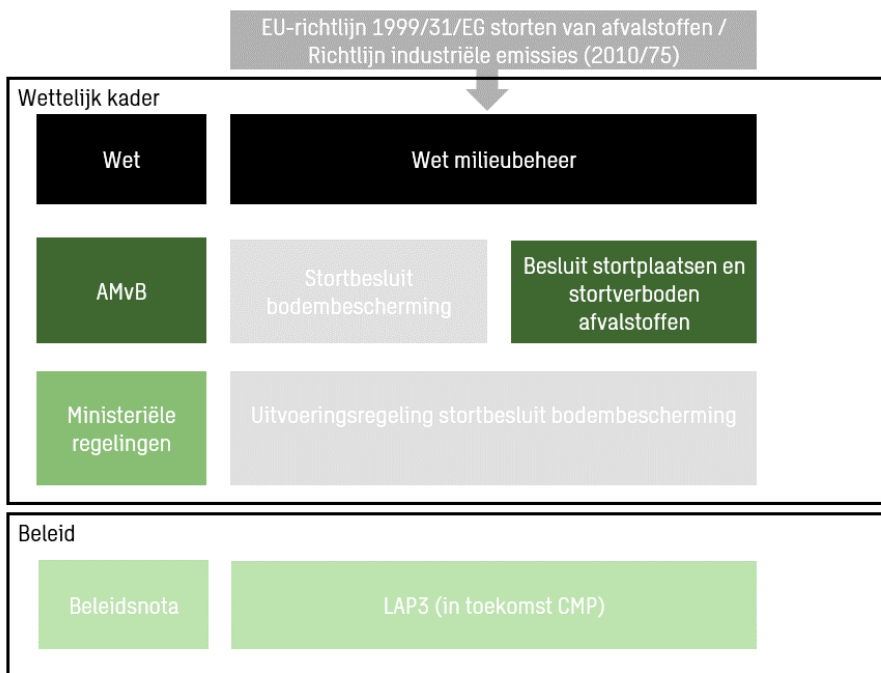 EU-richtlijn 1999/31/EG storten van afvalstoffen /
Richtlijn industriële emissies (2010/75)
Wettelijk kader
Wet
Wet milieubeheer
AMvB
Stortbesluit
bodembescherming
Besluit stortplaatsen en
stortverboden
afvalstoffen
Ministeriële
regelingen
Uitvoeringsregeling stortbesluit bodembescherming
Beleid
Beleidsnota
LAP3 (in toekomst CMP)